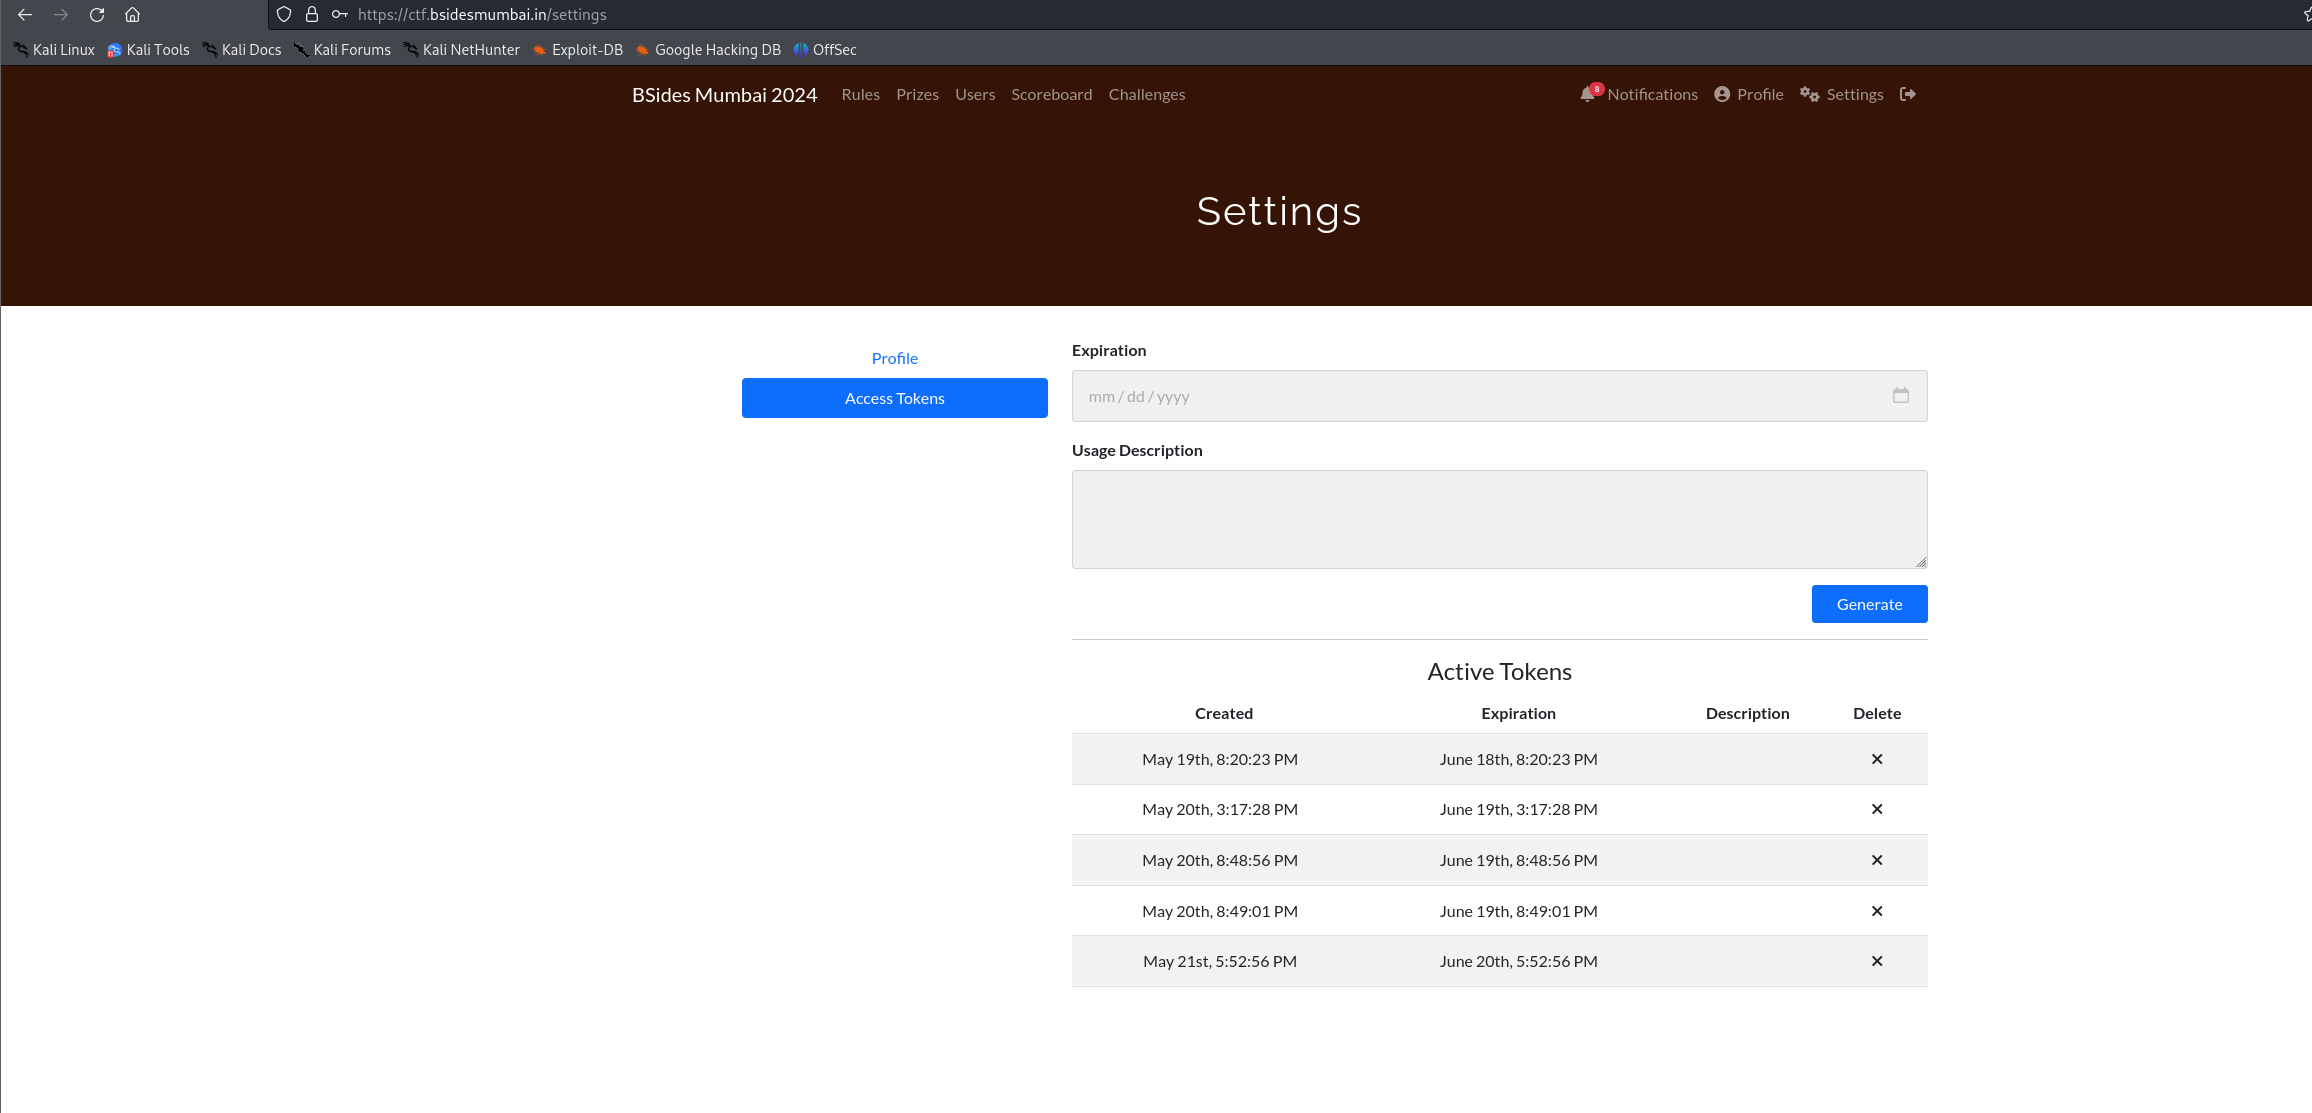 https://ctf.bsidesmumbai.in/settings
Kali Linux Kali Tools Kali Docs Kali Forums Kali NetHunter Exploit-DB Google Hacking DB OffSec
BSides Mumbai 2024 Rules Prizes Users Scoreboard Challenges 8 Notifications Profile Settings
Settings
Profile
Access Tokens
Expiration
mm / dd / yyyy
Usage Description
Generate
Active Tokens
Created Expiration Description Delete
May 19th, 8:20:23 PM June 18th, 8:20:23 PM
May 20th, 3:17:28 PM June 19th, 3:17:28 PM
May 20th, 8:48:56 PM June 19th, 8:48:56 PM
May 20th, 8:49:01 PM June 19th, 8:49:01 PM
May 21st, 5:52:56 PM June 20th, 5:52:56 PM